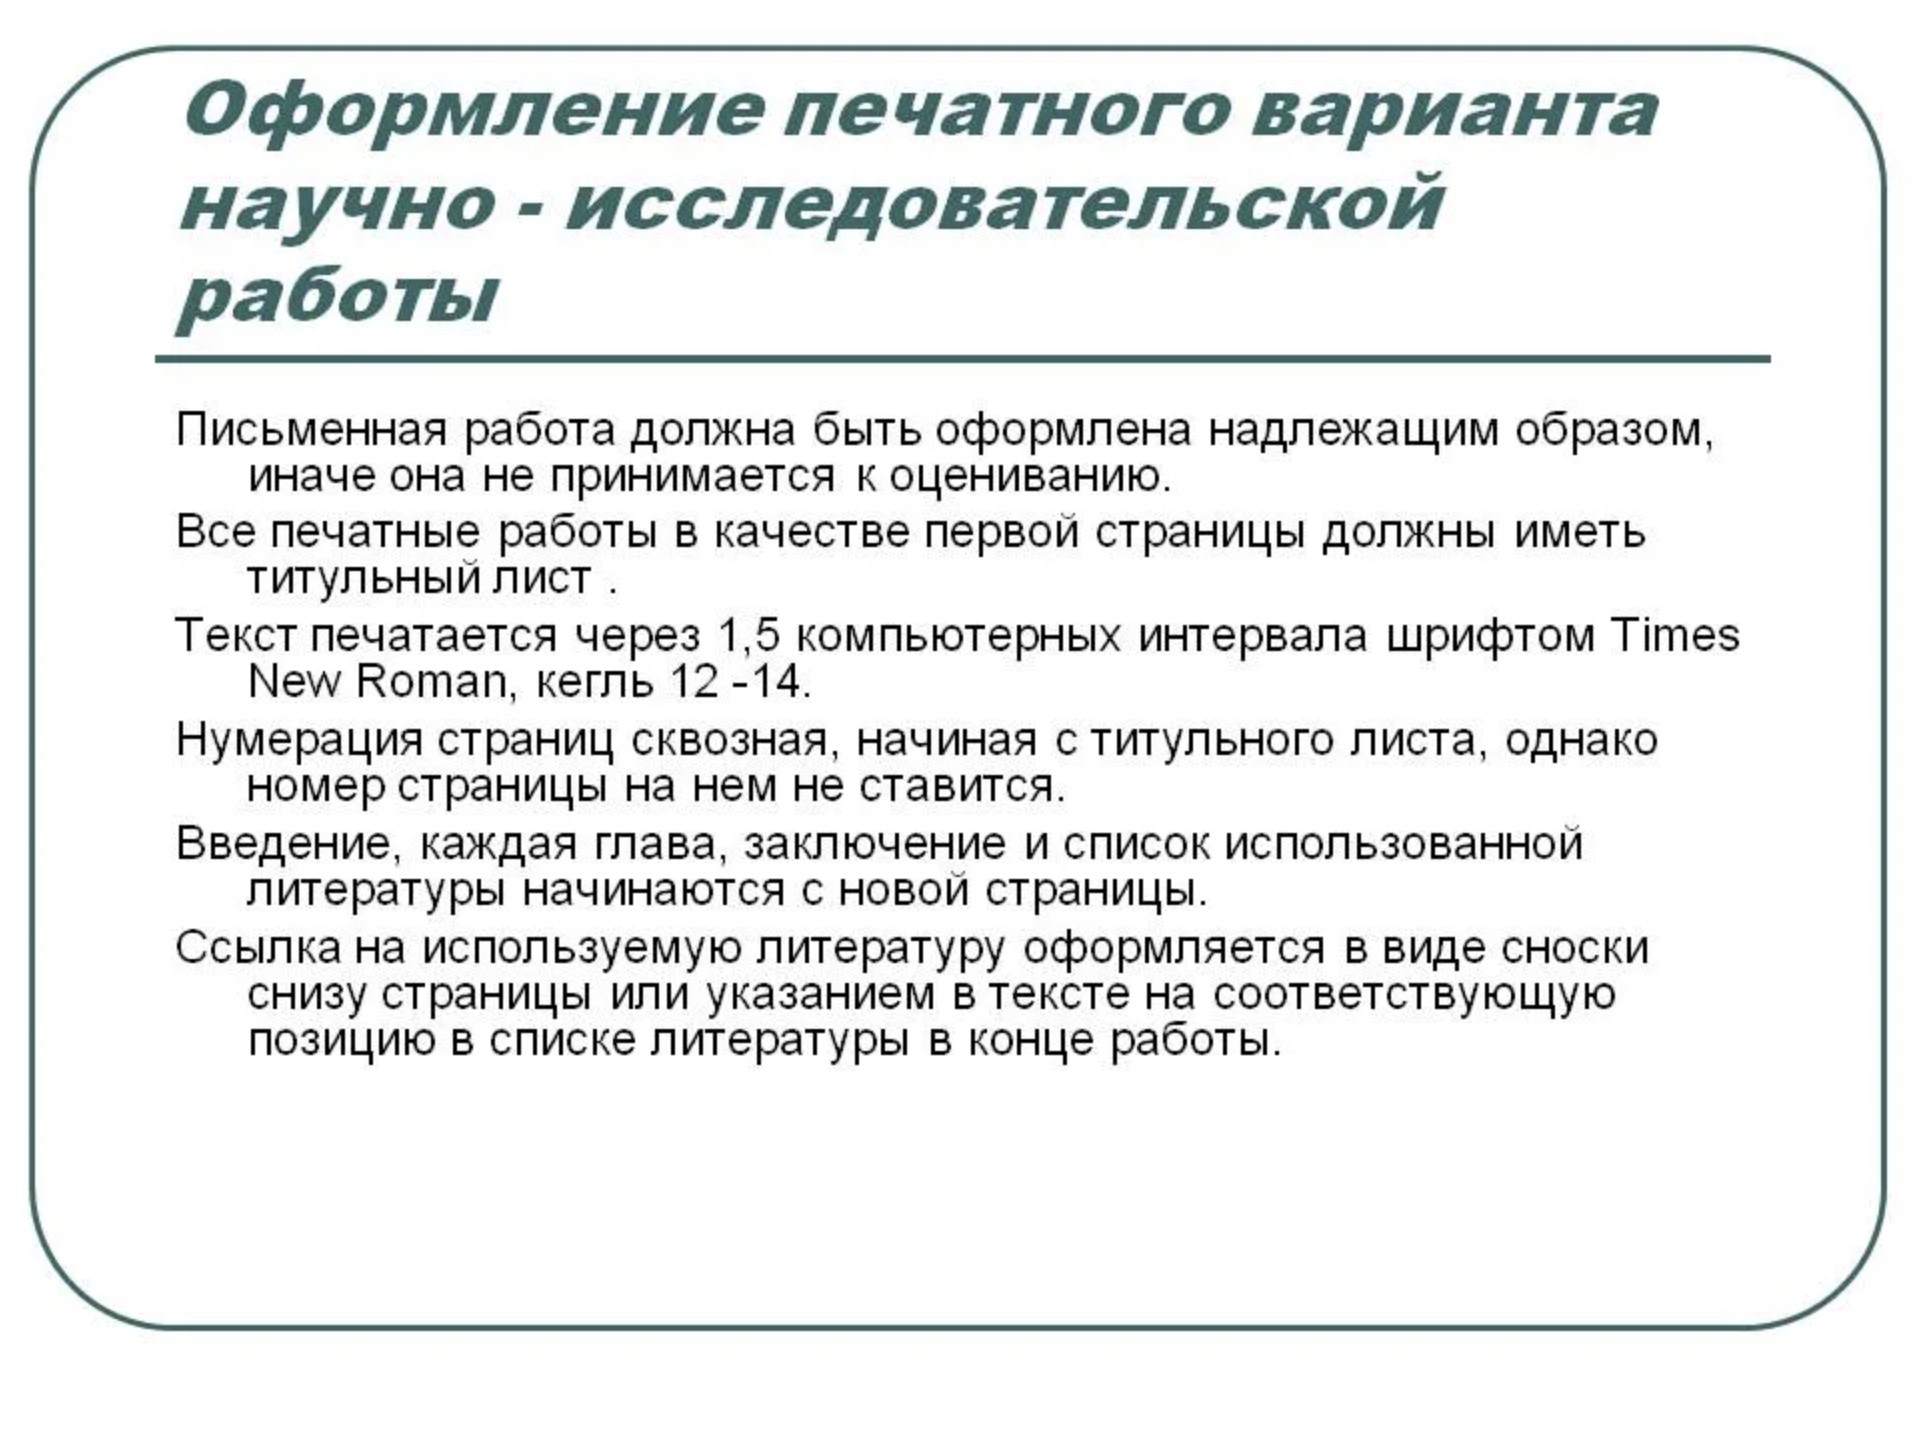 Оформление печатного варианта
научно - исследовательской
работы
Письменная работа должна быть оформлена надлежащим образом,
иначе она не принимается к оцениванию.
Все печатные работы в качестве первой страницы должны иметь
титульный лист .
Текст печатается через 1,5 компьютерных интервала шрифтом Times
New Roman, кегль 12 -14.
Нумерация страниц сквозная, начиная с титульного листа, однако
номер страницы на нем не ставится.
Введение, каждая глава, заключение и список использованной
литературы начинаются с новой страницы.
Ссылка на используемую литературу оформляется в виде сноски
снизу страницы или указанием в тексте на соответствующую
позицию в списке литературы в конце работы.